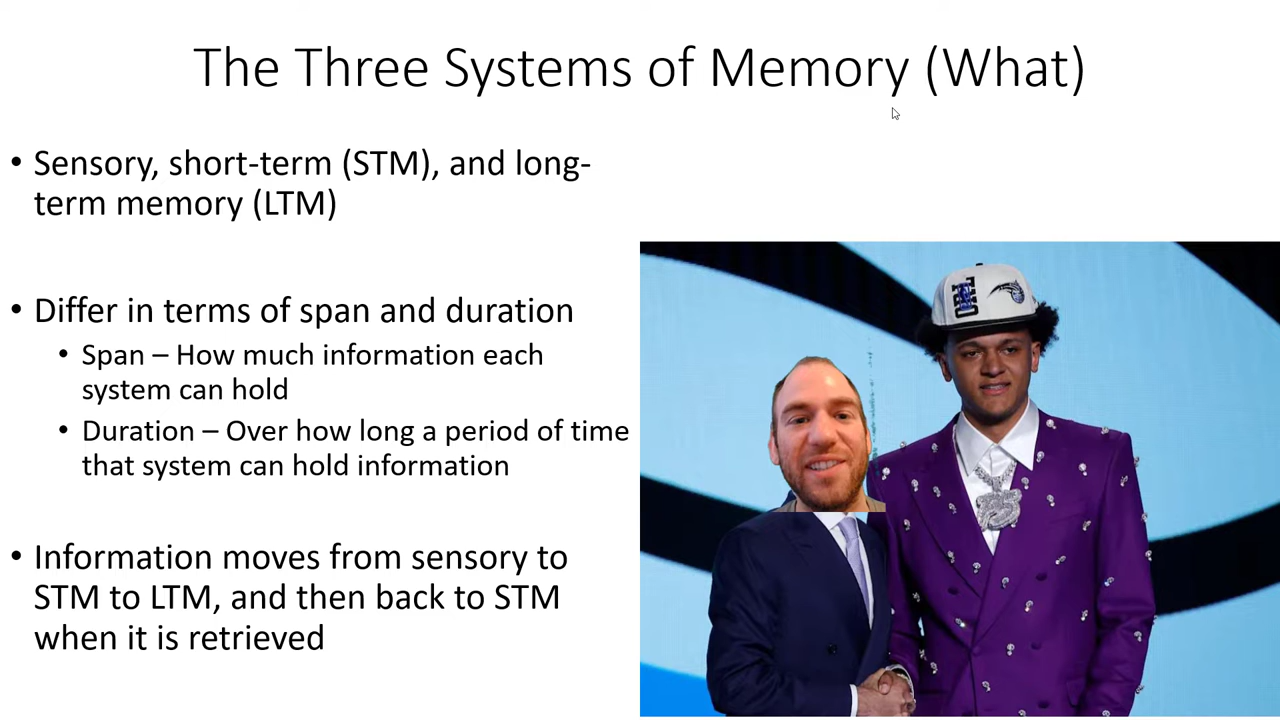 The Three Systems of Memory (What)
• Sensory, short-term (STM), and long-
term memory (LTM)
• Differ in terms of span and duration
• Span – How much information each
system can hold
• Duration – Over how long a period of time
that system can hold information
• Information moves from sensory to
STM to LTM, and then back to STM
when it is retrieved